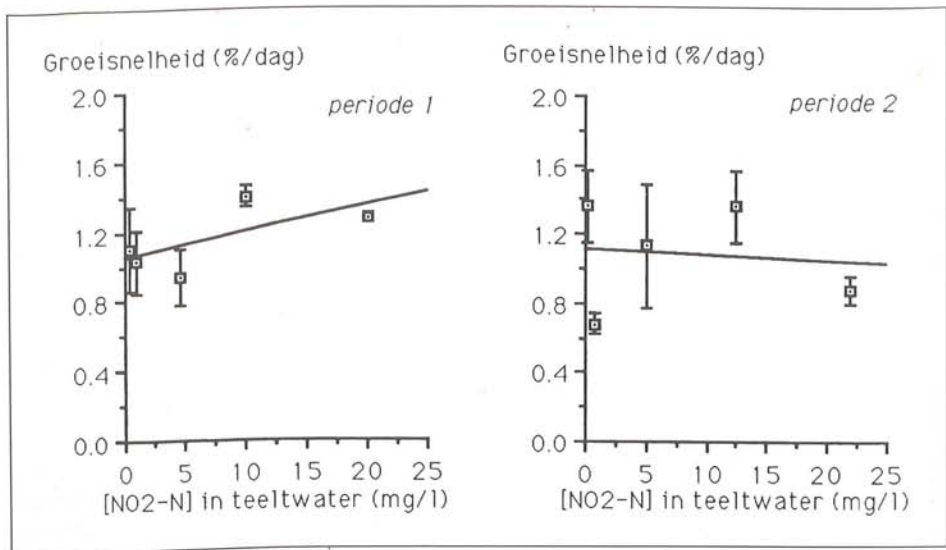 Groeisnelheid (%/dag)
periode 1
2.0
1.6
1.2
0.8
0.4
0.0
0 5 10 15 20 25
[NO2-N] in teeltwater (mg/l)
Groeisnelheid (%/dag)
periode 2
2.0
1.6
1.2
0.8
0.4
0.0
0 5 10 15 20 25
[NO2-N] in teeltwater (mg/l)